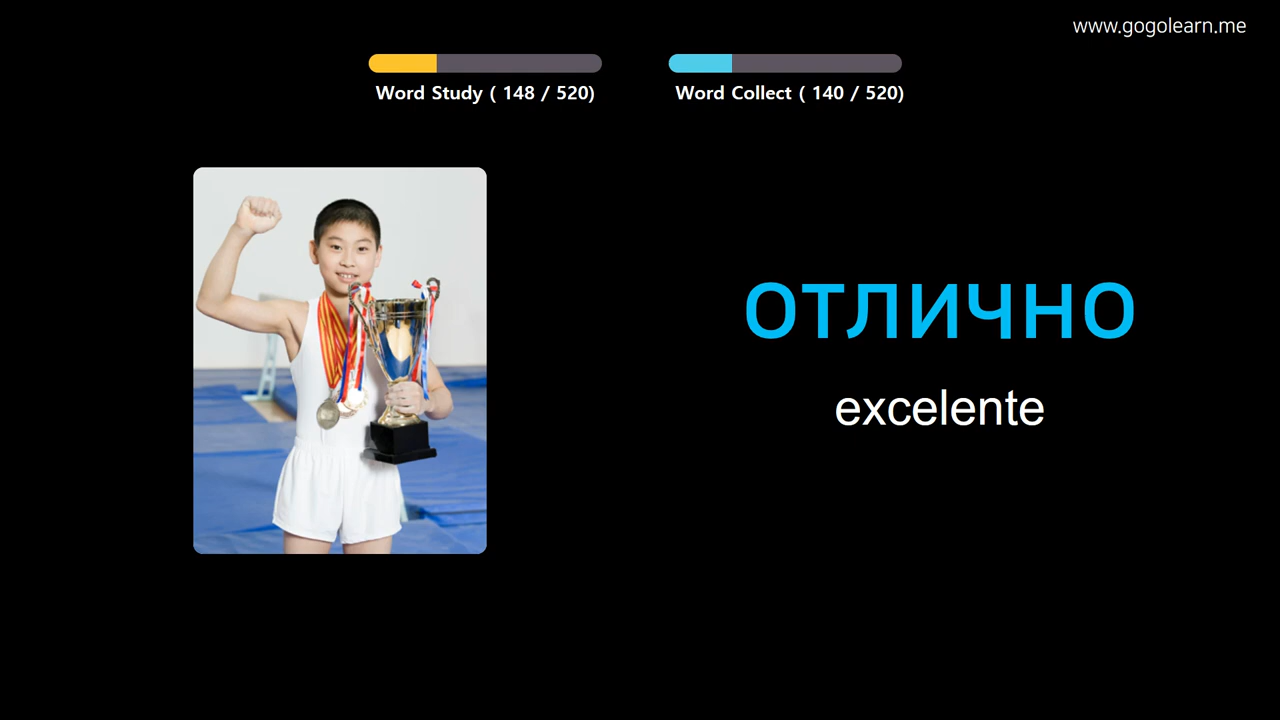 www.gogolearn.me
Word Study ( 148 / 520)
Word Collect ( 140 / 520)
отлично
excelente